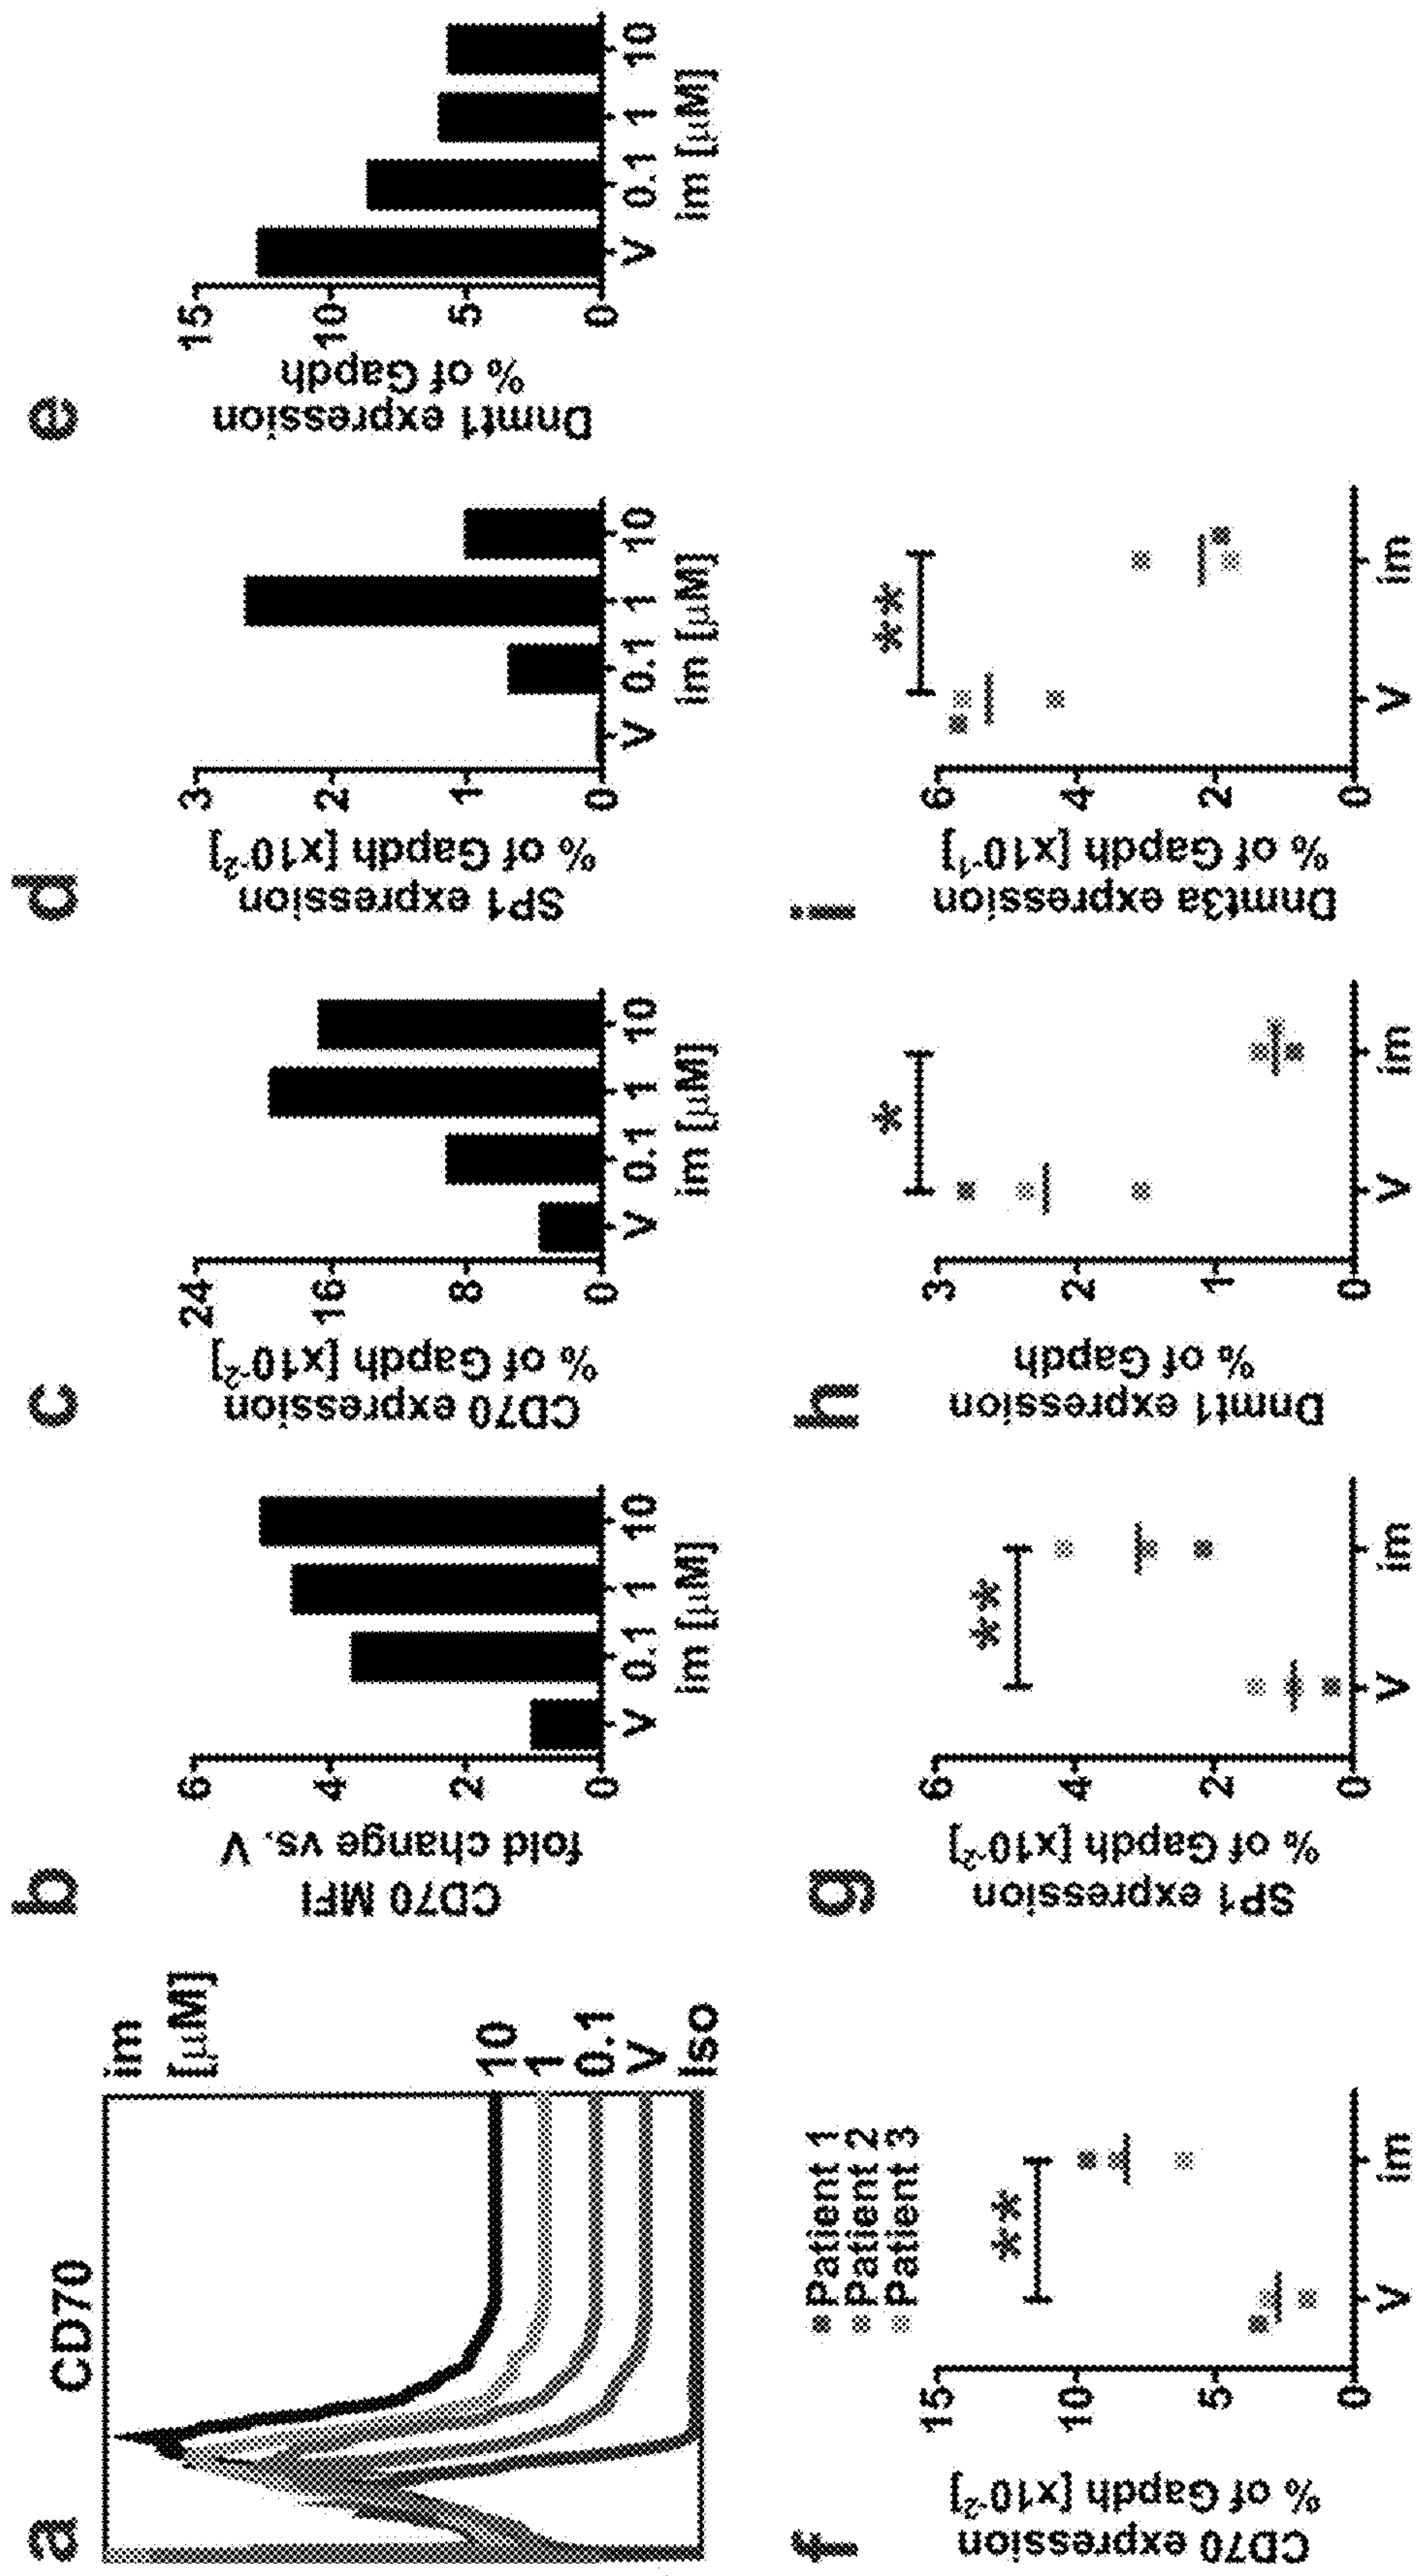 a
CD70
im
[µM]
10
1
0.1
V
iso
b
CD70 MFI
fold change vs. V
6
4
2
0
V 0.1 1 10
im [µM]
c
CD70 expression
% of Gapdh [x10-2]
24
16
8
0
V 0.1 1 10
im [µM]
d
SP1 expression
% of Gapdh [x10-2]
3
2
1
0
V 0.1 1 10
im [µM]
e
Dnmt1 expression
% of Gapdh
15
10
5
0
V 0.1 1 10
im [µM]
f
Patient 1
Patient 2
Patient 3
CD70 expression
% of Gapdh [x10-2]
15
10
5
0
**
V im
g
SP1 expression
% of Gapdh [x10-2]
6
4
2
0
**
V im
h
Dnmt1 expression
% of Gapdh
3
2
1
0
*
V im
i
Dnmt3a expression
% of Gapdh [x10-1]
6
4
2
0
**
V im